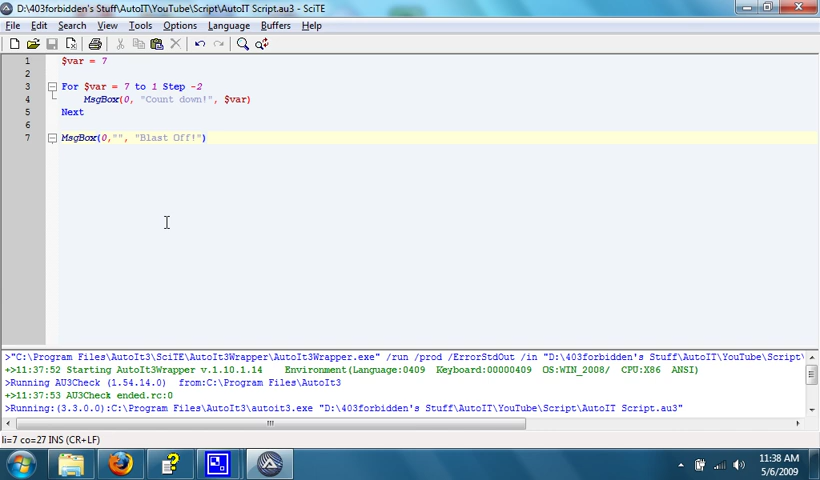 D:\403forbidden's Stuff\AutoIT\YouTube\Script\AutoIT Script.au3 - SciTE
File Edit Search View Tools Options Language Buffers Help
1 $var = 7
2
3 For $var = 7 to 1 Step -2
4 MsgBox(0, "Count down!", $var)
5 Next
6
7 MsgBox(0,"", "Blast Off!")
>"C:\Program Files\AutoIt3\SciTE\AutoIt3Wrapper\AutoIt3Wrapper.exe" /run /prod /ErrorStdOut /in "D:\403forbidden's Stuff\AutoIT\YouTube\Script\
+>11:37:52 Starting AutoIt3Wrapper v.1.10.1.14 Environment(Language:0409 Keyboard:00000409 OS:WIN_2008/ CPU:X86 ANSI)
>Running AU3Check (1.54.14.0) from:C:\Program Files\AutoIt3
+>11:37:53 AU3Check ended.rc:0
>Running:(3.3.0.0):C:\Program Files\AutoIt3\autoit3.exe "D:\403forbidden's Stuff\AutoIT\YouTube\Script\AutoIT Script.au3"
li=7 co=27 INS (CR+LF)
11:38 AM
5/6/2009